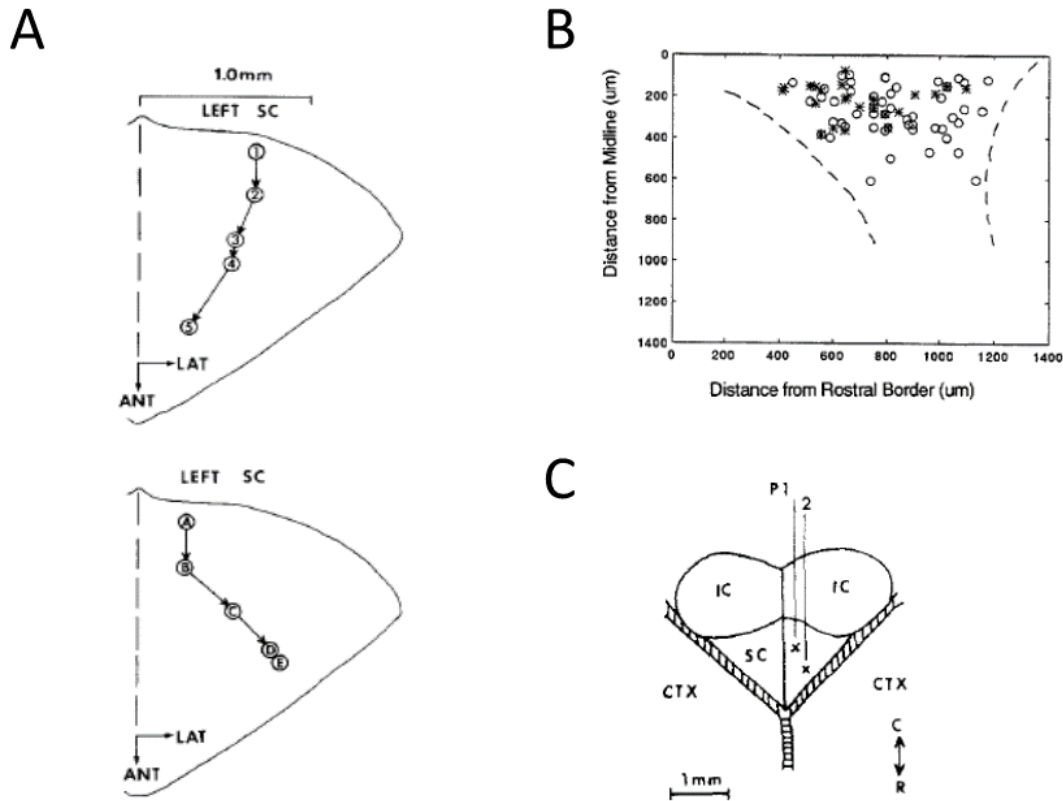 A
1.0mm
LEFT SC
1
2
3
4
5
LAT
ANT
LEFT SC
A
B
C
D
E
LAT
ANT
B
Distance from Midline (um)
0
200
400
600
800
1000
1200
1400
0 200 400 600 800 1000 1200 1400
Distance from Rostral Border (um)
C
P1
2
IC
IC
SC
CTX
CTX
C
R
1mm